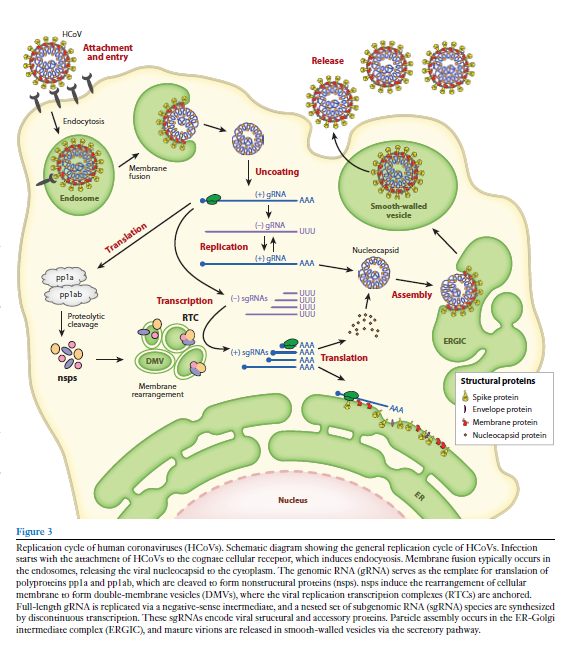 HCoV
Attachment
and entry
Release
Endocytosis
Membrane
fusion
Endosome
Uncoating
Smooth-walled
vesicle
(+) gRNA
AAA
(–) gRNA
UUU
Translation
Replication
(+) gRNA
AAA
Nucleocapsid
pp1a
pp1ab
Transcription
(–) sgRNAs
UUU
UUU
UUU
UUU
Assembly
Proteolytic
cleavage
RTC
ERGIC
DMV
(+) sgRNAs
AAA
AAA
AAA
AAA
Translation
nsps
Membrane
rearrangement
Structural proteins
Spike protein
Envelope protein
Membrane protein
Nucleocapsid protein
AAA
ER
Nucleus
Figure 3
Replication cycle of human coronaviruses (HCoVs). Schematic diagram showing the general replication cycle of HCoVs. Infection
starts with the attachment of HCoVs to the cognate cellular receptor, which induces endocytosis. Membrane fusion typically occurs in
the endosomes, releasing the viral nucleocapsid to the cytoplasm. The genomic RNA (gRNA) serves as the template for translation of
polyproteins pp1a and pp1ab, which are cleaved to form nonstructural proteins (nsps). nsps induce the rearrangement of cellular
membrane to form double-membrane vesicles (DMVs), where the viral replication transcription complexes (RTCs) are anchored.
Full-length gRNA is replicated via a negative-sense intermediate, and a nested set of subgenomic RNA (sgRNA) species are synthesized
by discontinuous transcription. These sgRNAs encode viral structural and accessory proteins. Particle assembly occurs in the ER-Golgi
intermediate complex (ERGIC), and mature virions are released in smooth-walled vesicles via the secretory pathway.